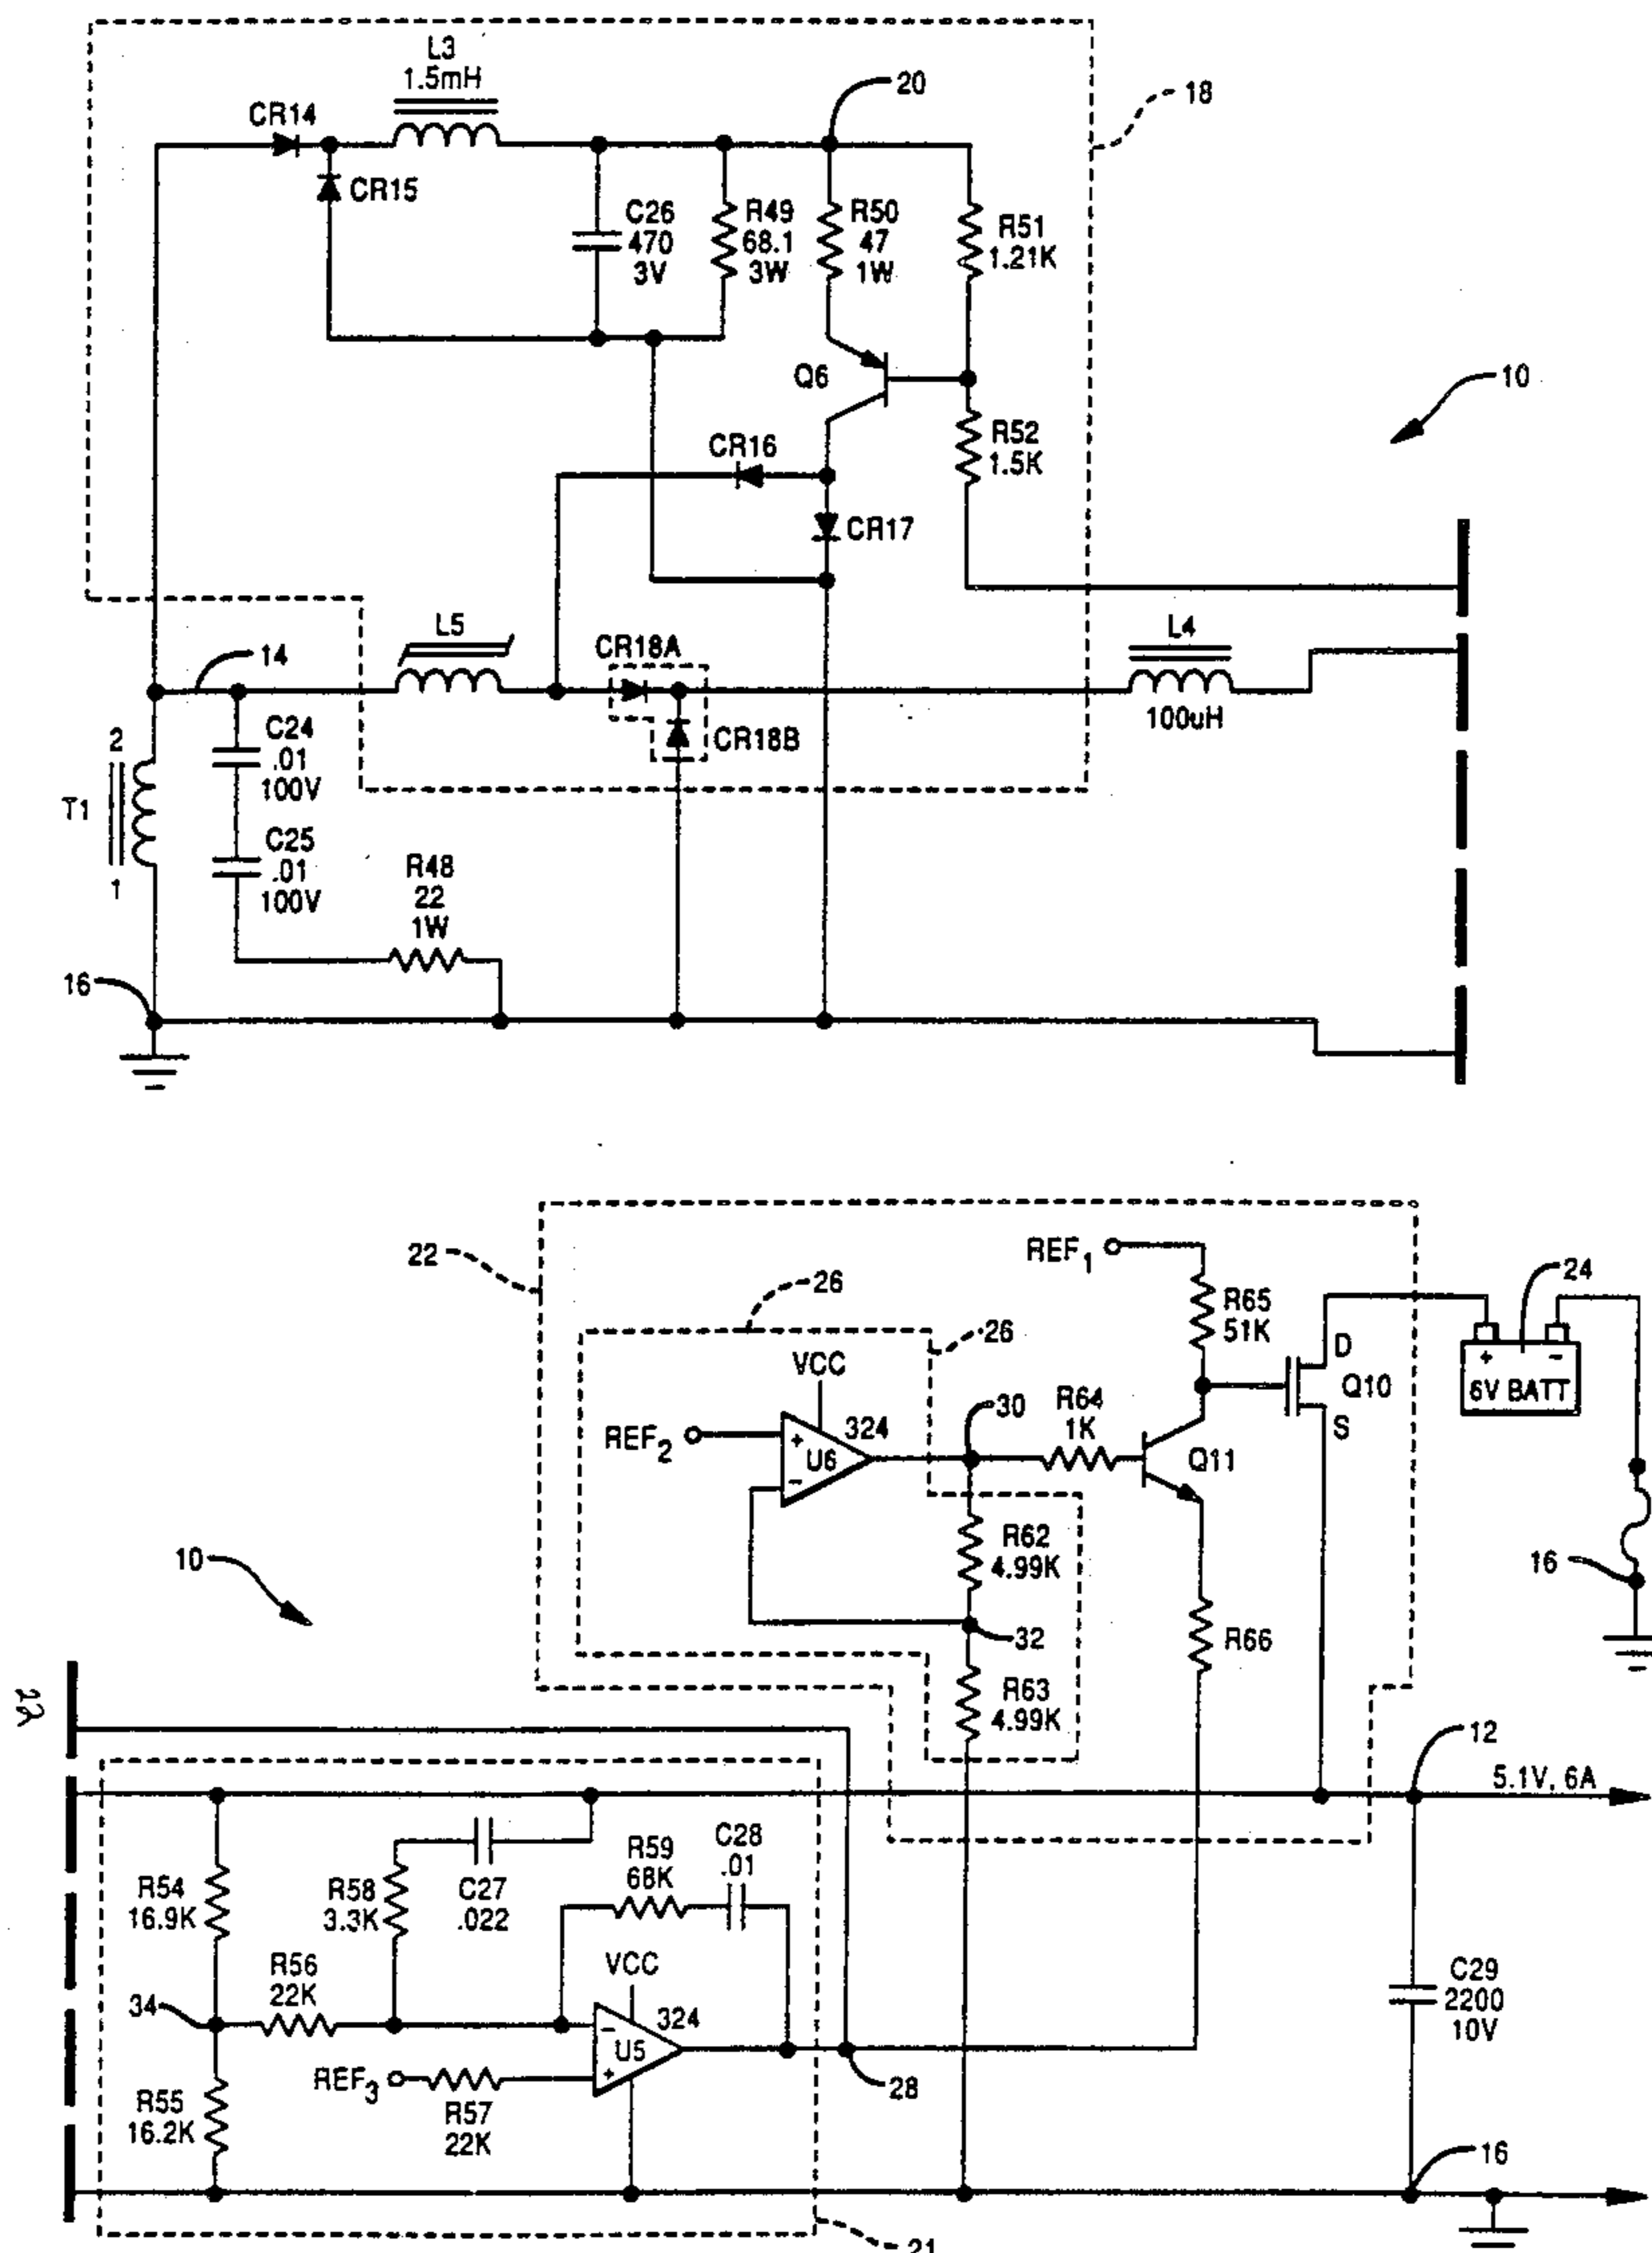 L3
1.5mH
20
18
CR14
CR15
C26
470
3V
R49
68.1
3W
R50
47
1W
R51
1.21K
Q6
10
CR16
R52
1.5K
CR17
14
L5
CR18A
L4
2
C24
.01
100V
CR18B
100uH
T1
C25
.01
100V
1
R48
22
1W
16
22
REF1
26
26
R65
51K
24
VCC
D
+ -
6V BATT
Q10
S
REF2
+
-
U6
324
30
R64
1K
Q11
10
R62
4.99K
16
32
R66
22
R63
4.99K
12
5.1V, 6A
R54
16.9K
R58
3.3K
C27
.022
R59
68K
C28
.01
R56
22K
VCC
C29
2200
10V
34
-
+
U5
324
REF3
28
R55
16.2K
R57
22K
16
21